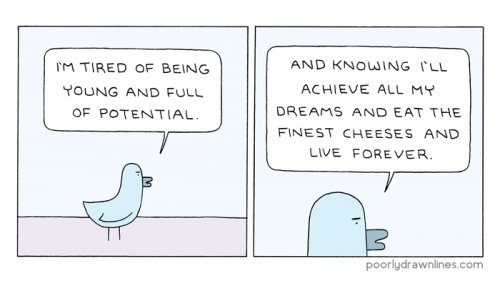 I'M TIRED OF BEING
YOUNG AND FULL
OF POTENTIAL.
AND KNOWING I'LL
ACHIEVE ALL MY
DREAMS AND EAT THE
FINEST CHEESES AND
LIVE FOREVER.
poorlydrawnlines.com